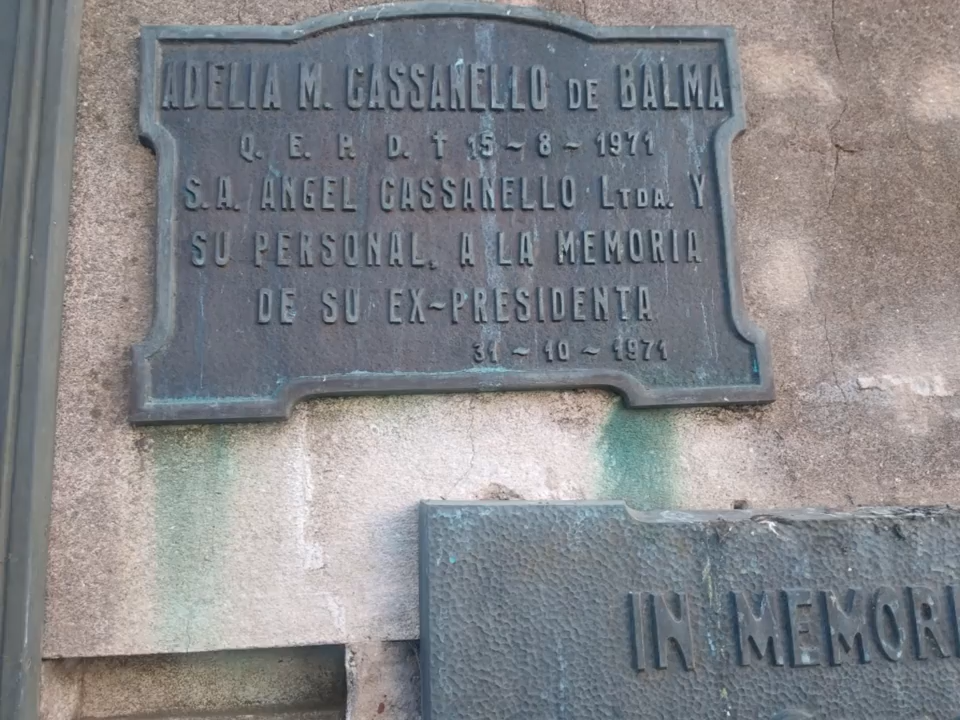 ADELIA M. CASSANELLO DE BALMA
Q. E. P. D. ✝ 15 ~ 8 ~ 1971
S.A. ANGEL CASSANELLO LTDA. Y
SU PERSONAL, A LA MEMORIA
DE SU EX~PRESIDENTA
31 ~ 10 ~ 1971
IN MEMORI